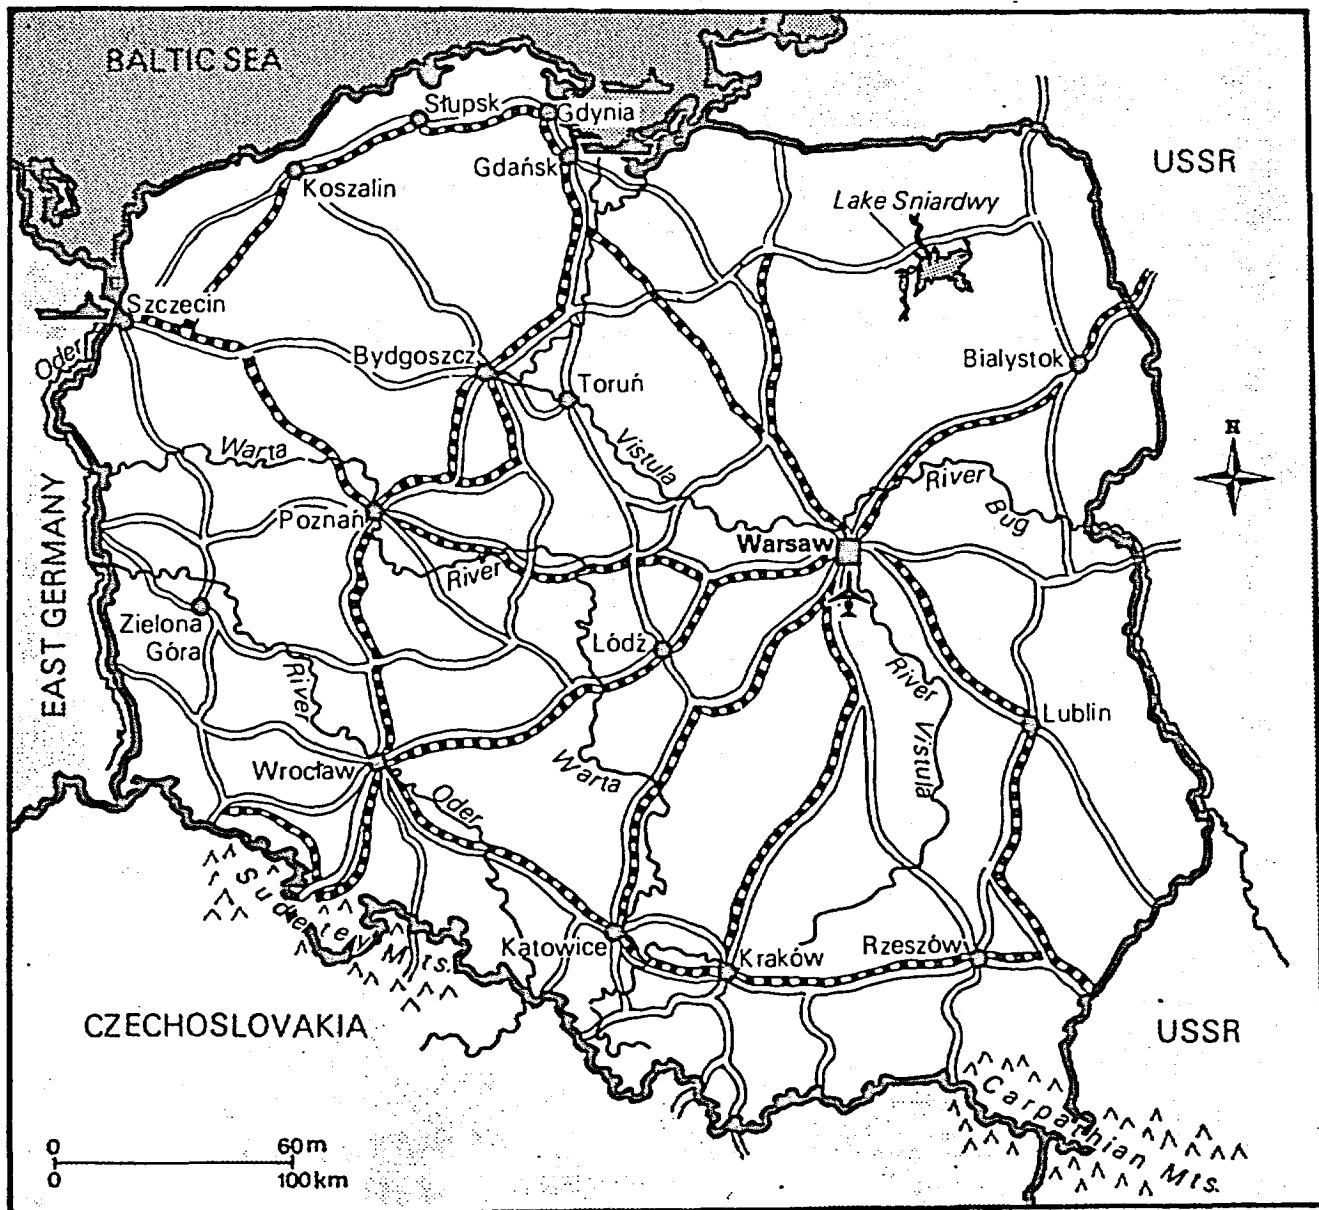 BALTIC SEA
Słupsk
Gdynia
Gdańsk
USSR
Koszalin
Lake Sniardwy
Szczecin
Oder
Bydgoszcz
Toruń
Bialystok
N
Warta
Vistula
River
Bug
Poznań
River
Warsaw
EAST GERMANY
Zielona
Góra
River
Lódź
River
Vistula
Lublin
Wrocław
Oder
Warta
Sudetey Mts.
Katowice
Kraków
Rzeszów
CZECHOSLOVAKIA
USSR
Carpathian Mts.
0 60m
0 100km